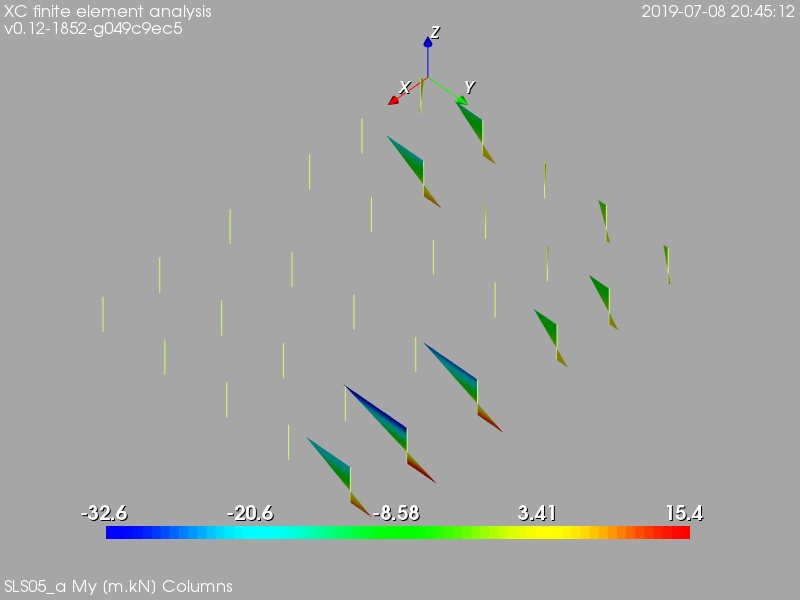 XC finite element analysis
v0.12-1852-g049c9ec5
2019-07-08 20:45:12
Z
X
Y
-32.6 -20.6 -8.58 3.41 15.4
SLS05_a My [m.kN] Columns